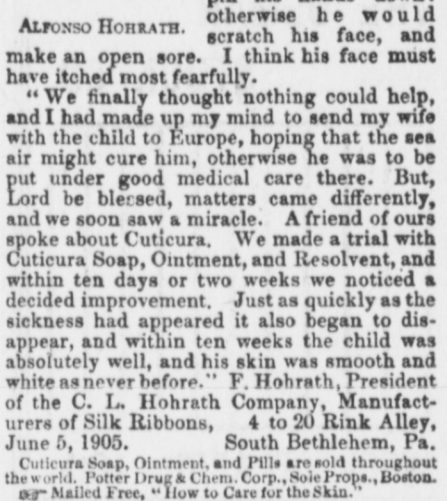 otherwise he would
ALFONSO HOHRATH.
scratch his face, and
make an open sore. I think his face must
have itched most fearfully.
"We finally thought nothing could help,
and I had made up my mind to send my wife
with the child to Europe, hoping that the sea
air might cure him, otherwise he was to be
put under good medical care there. But,
Lord be blessed, matters came differently,
and we soon saw a miracle. A friend of ours
spoke about Cuticura. We made a trial with
Cuticura Soap, Ointment, and Resolvent, and
within ten days or two weeks we noticed a
decided improvement. Just as quickly as the
sickness had appeared it also began to dis-
appear, and within ten weeks the child was
absolutely well, and his skin was smooth and
white as never before." F. Hohrath, President
of the C. L. Hohrath Company, Manufact-
urers of Silk Ribbons, 4 to 20 Rink Alley,
June 5, 1905. South Bethlehem, Pa.
Cuticura Soap, Ointment, and Pills are sold throughout
the world. Potter Drug & Chem. Corp., Sole Props., Boston.
☞ Mailed Free, "How to Care for the Skin."